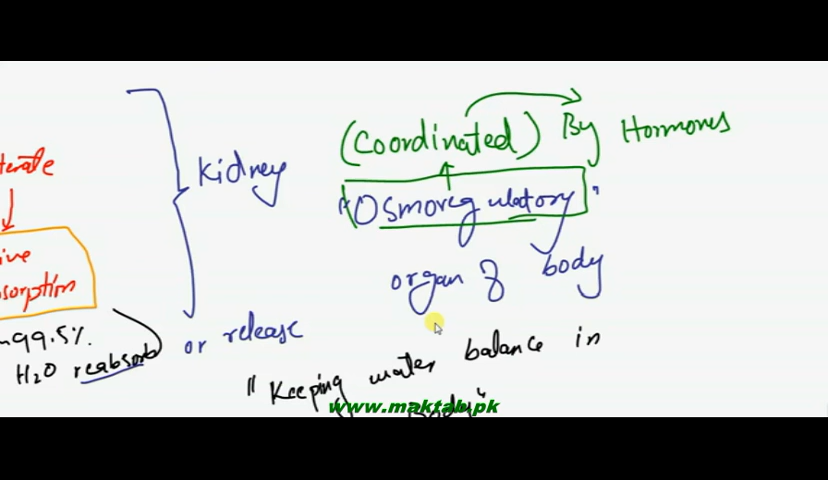 (Coordinated) By Hormones
Kidney
"Osmoregulatory"
organ of body
~99.5%
H2O reabsorb
or release
"Keeping water balance in
Body"
www.maktab.pk